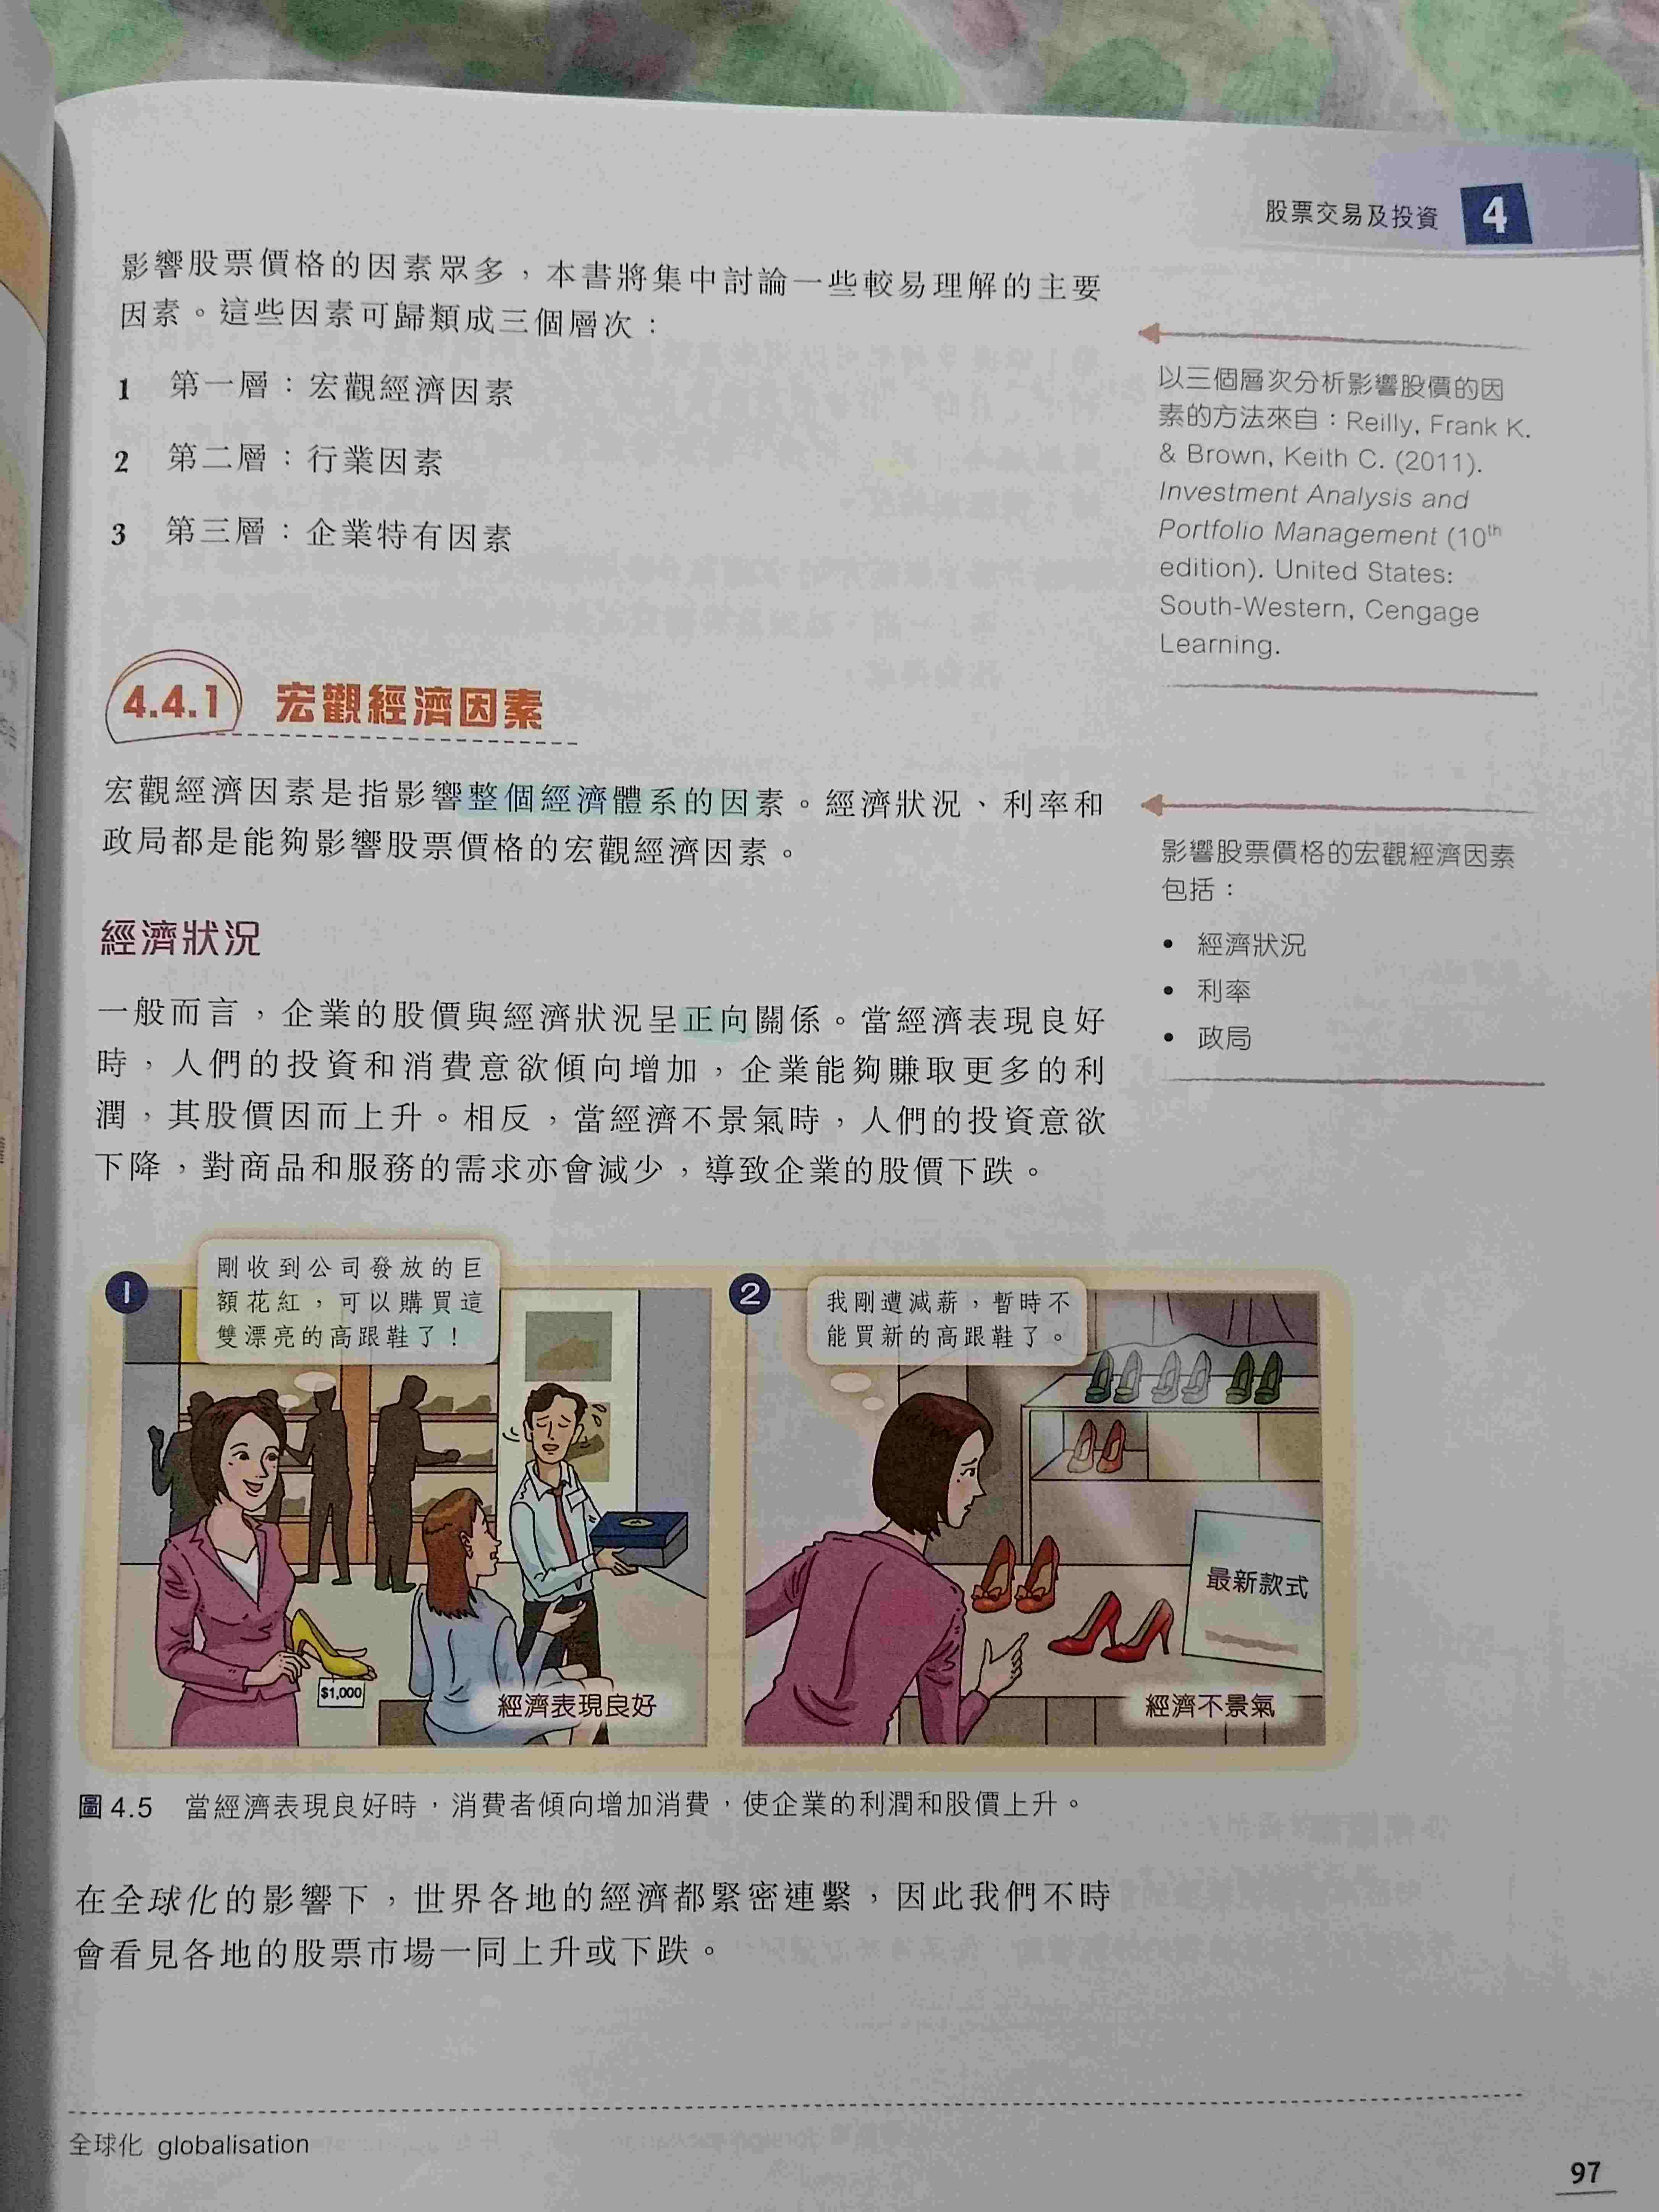 股票交易及投資 4
影響股票價格的因素眾多，本書將集中討論一些較易理解的主要
因素。這些因素可歸類成三個層次：
1 第一層：宏觀經濟因素
2 第二層：行業因素
3 第三層：企業特有因素
以三個層次分析影響股價的因
素的方法來自：Reilly, Frank K.
& Brown, Keith C. (2011).
Investment Analysis and
Portfolio Management (10th
edition). United States:
South-Western, Cengage
Learning.
4.4.1 宏觀經濟因素
宏觀經濟因素是指影響整個經濟體系的因素。經濟狀況、利率和
政局都是能夠影響股票價格的宏觀經濟因素。
影響股票價格的宏觀經濟因素
包括：
• 經濟狀況
• 利率
• 政局
經濟狀況
一般而言，企業的股價與經濟狀況呈正向關係。當經濟表現良好
時，人們的投資和消費意欲傾向增加，企業能夠賺取更多的利
潤，其股價因而上升。相反，當經濟不景氣時，人們的投資意欲
下降，對商品和服務的需求亦會減少，導致企業的股價下跌。
1
剛收到公司發放的巨
額花紅，可以購買這
雙漂亮的高跟鞋了！
$1,000
經濟表現良好
2
我剛遭減薪，暫時不
能買新的高跟鞋了。
最新款式
經濟不景氣
圖 4.5 當經濟表現良好時，消費者傾向增加消費，使企業的利潤和股價上升。
在全球化的影響下，世界各地的經濟都緊密連繫，因此我們不時
會看見各地的股票市場一同上升或下跌。
全球化 globalisation
97